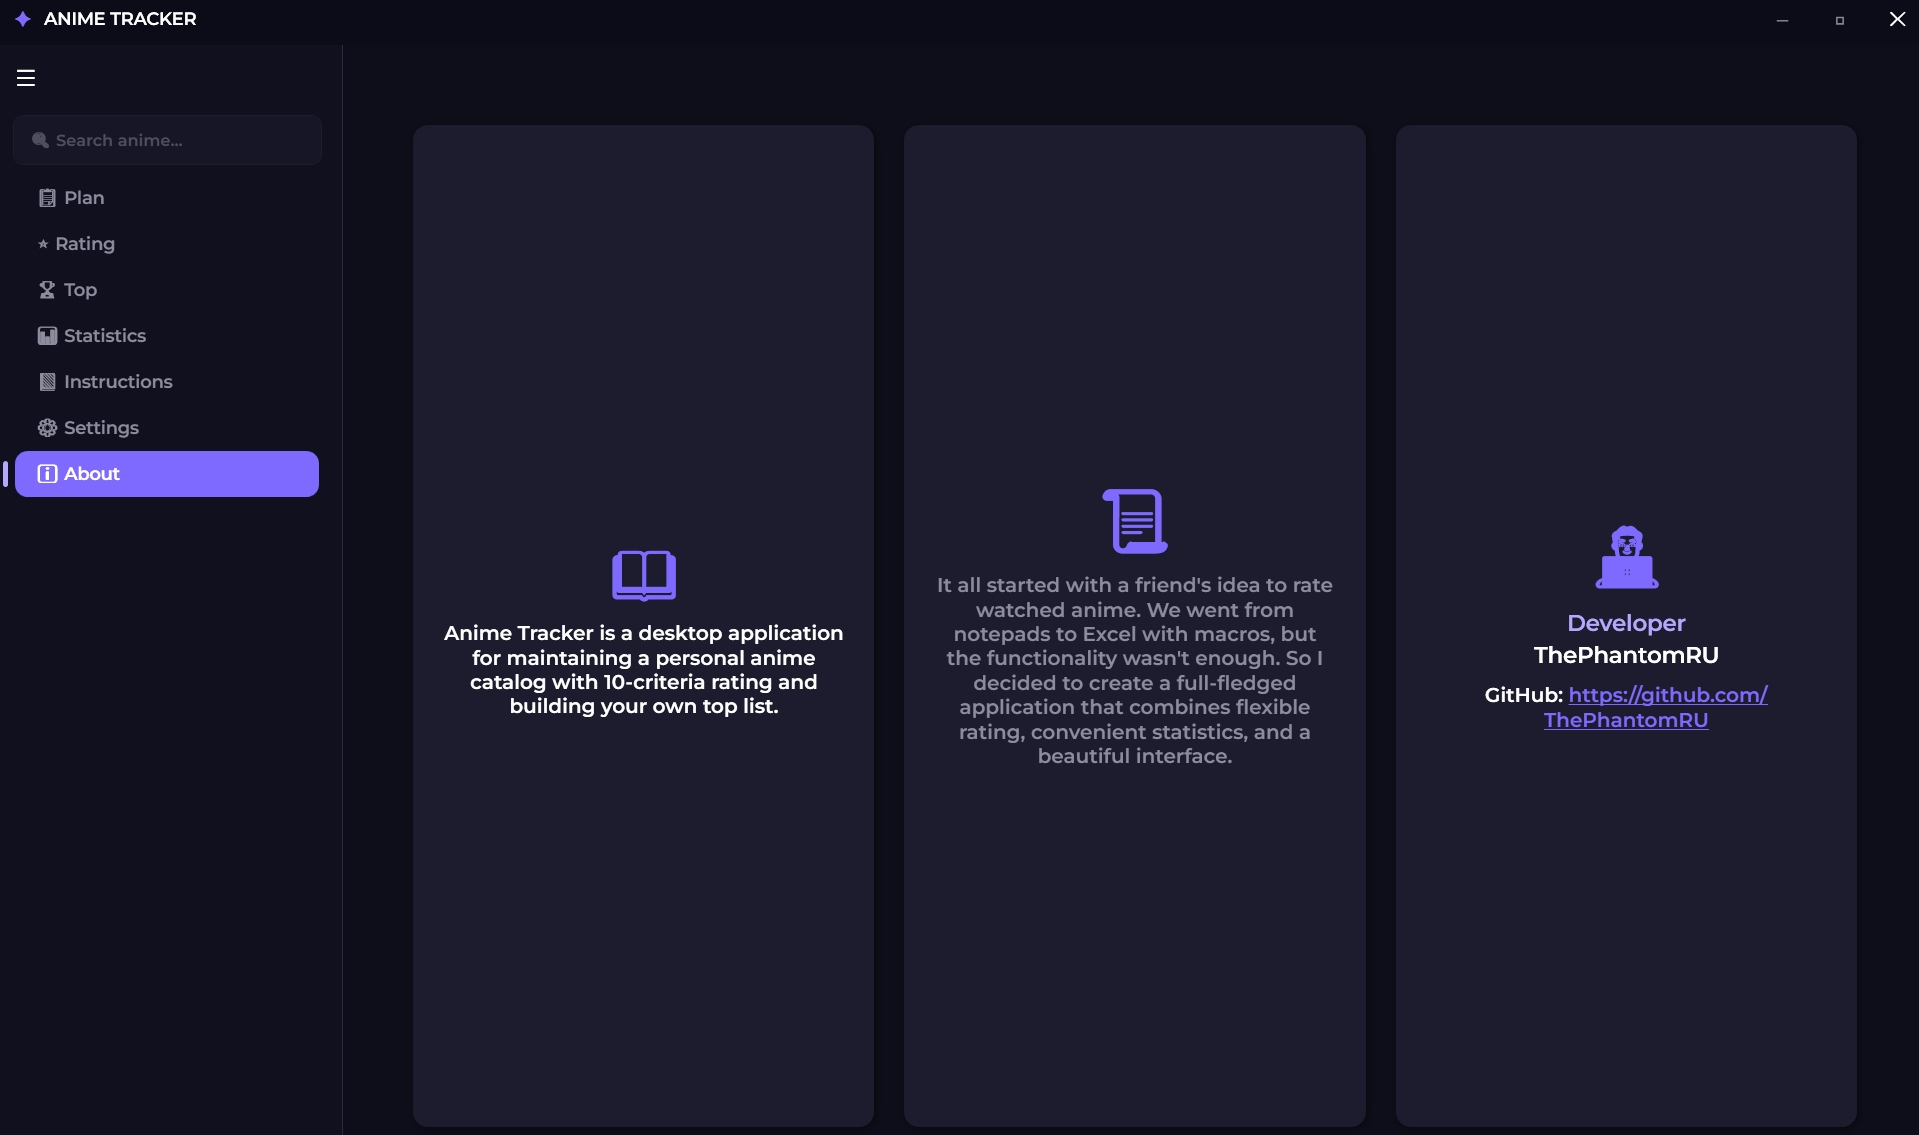 ANIME TRACKER
Search anime...
Plan
Rating
Top
Statistics
Instructions
Settings
About
Anime Tracker is a desktop application
for maintaining a personal anime
catalog with 10-criteria rating and
building your own top list.
It all started with a friend's idea to rate
watched anime. We went from
notepads to Excel with macros, but
the functionality wasn't enough. So I
decided to create a full-fledged
application that combines flexible
rating, convenient statistics, and a
beautiful interface.
Developer
ThePhantomRU
GitHub: https://github.com/
ThePhantomRU